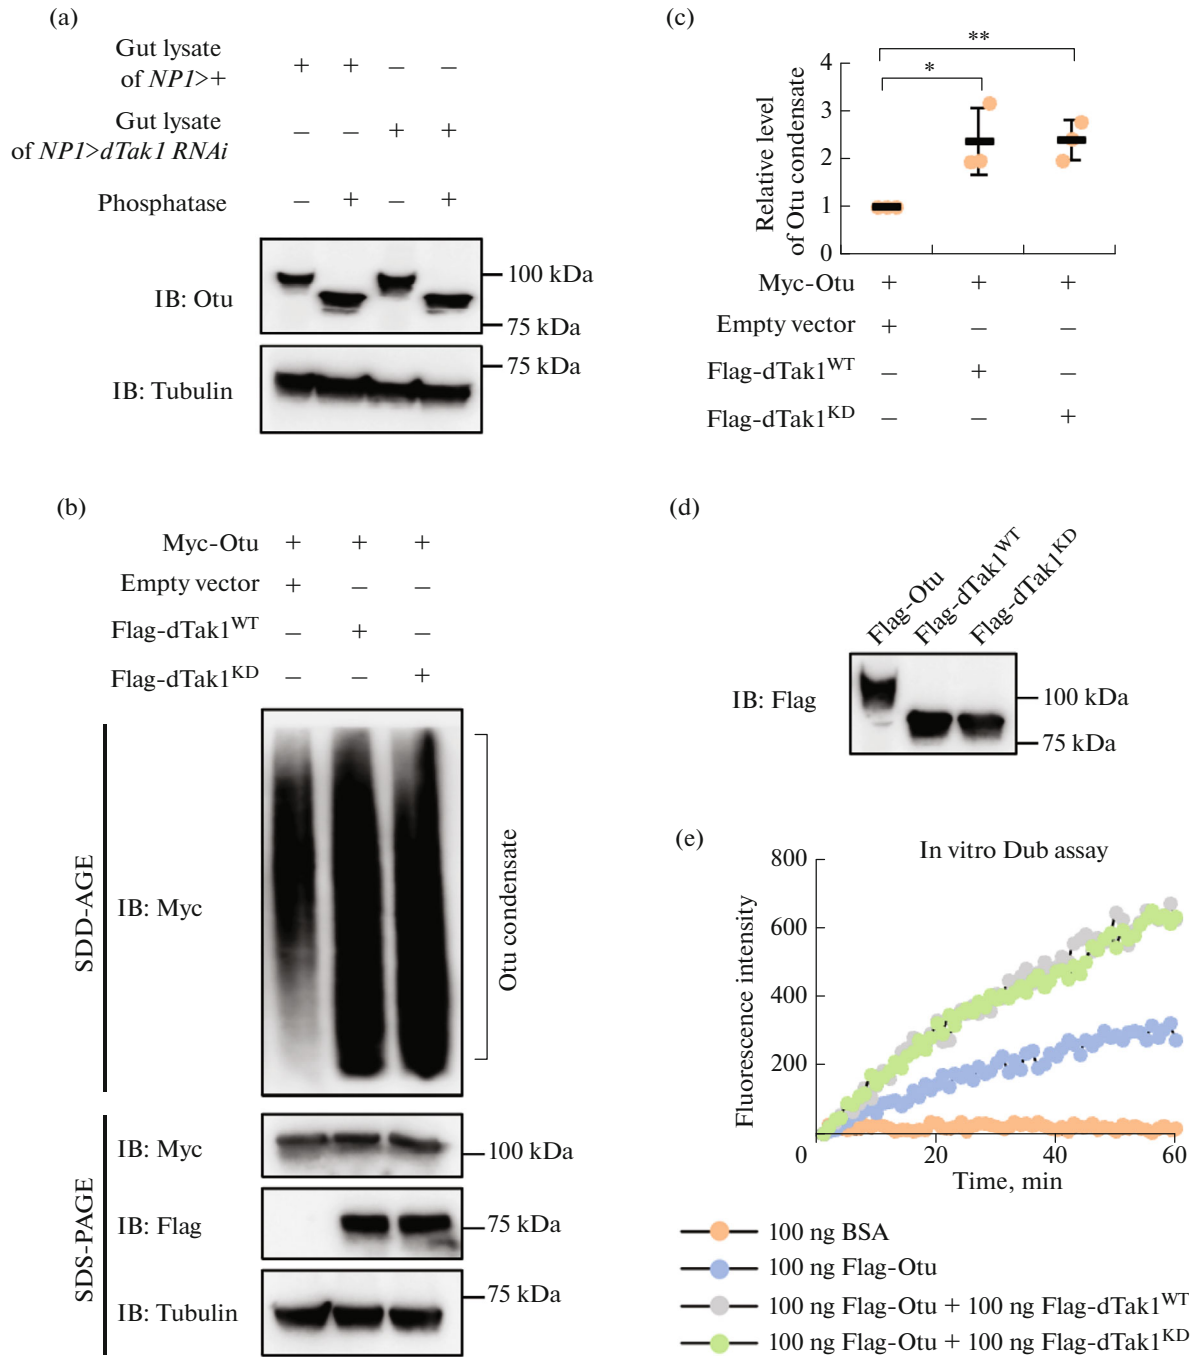 (a)
Gut lysate
of NP1>+
+ + – –
Gut lysate
of NP1>dTak1 RNAi
– – + +
Phosphatase
– + – +
IB: Otu
100 kDa
75 kDa
IB: Tubulin
75 kDa
(b)
Myc-Otu + + +
Empty vector + – –
Flag-dTak1WT – + –
Flag-dTak1KD – – +
SDD-AGE
IB: Myc
Otu condensate
SDS-PAGE
IB: Myc
100 kDa
IB: Flag
75 kDa
IB: Tubulin
75 kDa
(c)
**
*
Relative level
of Otu condensate
4
3
2
1
0
Myc-Otu + + +
Empty vector + – –
Flag-dTak1WT – + –
Flag-dTak1KD – – +
(d)
Flag-Otu
Flag-dTak1WT
Flag-dTak1KD
IB: Flag
100 kDa
75 kDa
(e)
In vitro Dub assay
Fluorescence intensity
800
600
400
200
0
20
40
60
Time, min
100 ng BSA
100 ng Flag-Otu
100 ng Flag-Otu + 100 ng Flag-dTak1WT
100 ng Flag-Otu + 100 ng Flag-dTak1KD